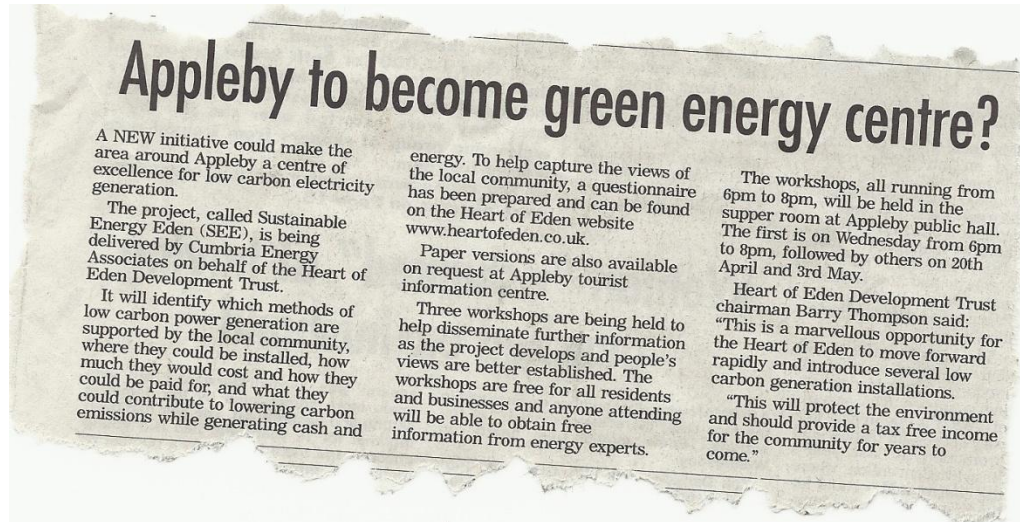 Appleby to become green energy centre?
A NEW initiative could make the
area around Appleby a centre of
excellence for low carbon electricity
generation.
The project, called Sustainable
Energy Eden (SEE), is being
delivered by Cumbria Energy
Associates on behalf of the Heart of
Eden Development Trust.
It will identify which methods of
low carbon power generation are
supported by the local community,
where they could be installed, how
much they would cost and how they
could be paid for, and what they
could contribute to lowering carbon
emissions while generating cash and
energy. To help capture the views of
the local community, a questionnaire
has been prepared and can be found
on the Heart of Eden website
www.heartofeden.co.uk.
Paper versions are also available
on request at Appleby tourist
information centre.
Three workshops are being held to
help disseminate further information
as the project develops and people's
views are better established. The
workshops are free for all residents
and businesses and anyone attending
will be able to obtain free
information from energy experts.
The workshops, all running from
6pm to 8pm, will be held in the
supper room at Appleby public hall.
The first is on Wednesday from 6pm
to 8pm, followed by others on 20th
April and 3rd May.
Heart of Eden Development Trust
chairman Barry Thompson said:
"This is a marvellous opportunity for
the Heart of Eden to move forward
rapidly and introduce several low
carbon generation installations.
"This will protect the environment
and should provide a tax free income
for the community for years to
come."